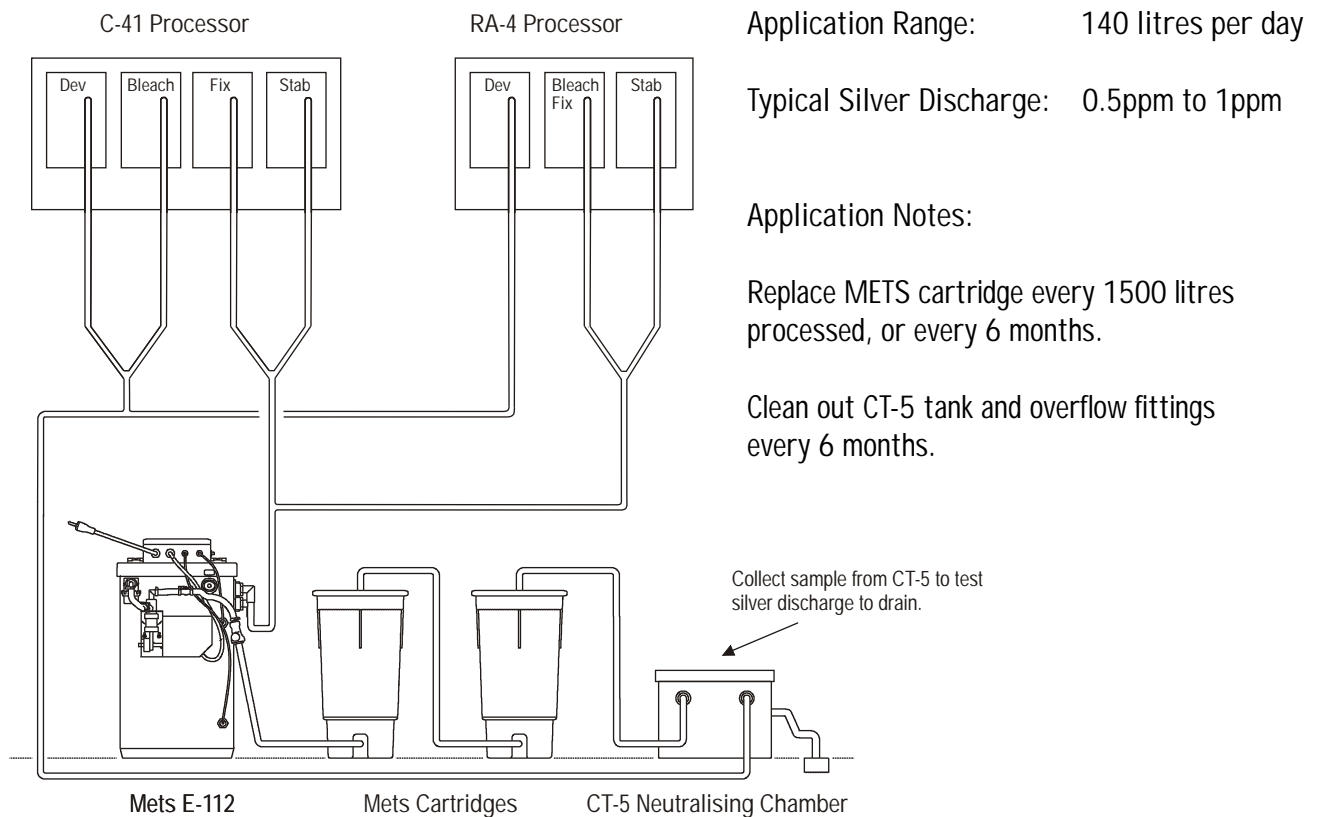 C-41 Processor
RA-4 Processor
Dev
Bleach
Fix
Stab
Dev
Bleach
Fix
Stab
Application Range: 140 litres per day
Typical Silver Discharge: 0.5ppm to 1ppm
Application Notes:
Replace METS cartridge every 1500 litres
processed, or every 6 months.
Clean out CT-5 tank and overflow fittings
every 6 months.
Collect sample from CT-5 to test
silver discharge to drain.
Mets E-112
Mets Cartridges
CT-5 Neutralising Chamber